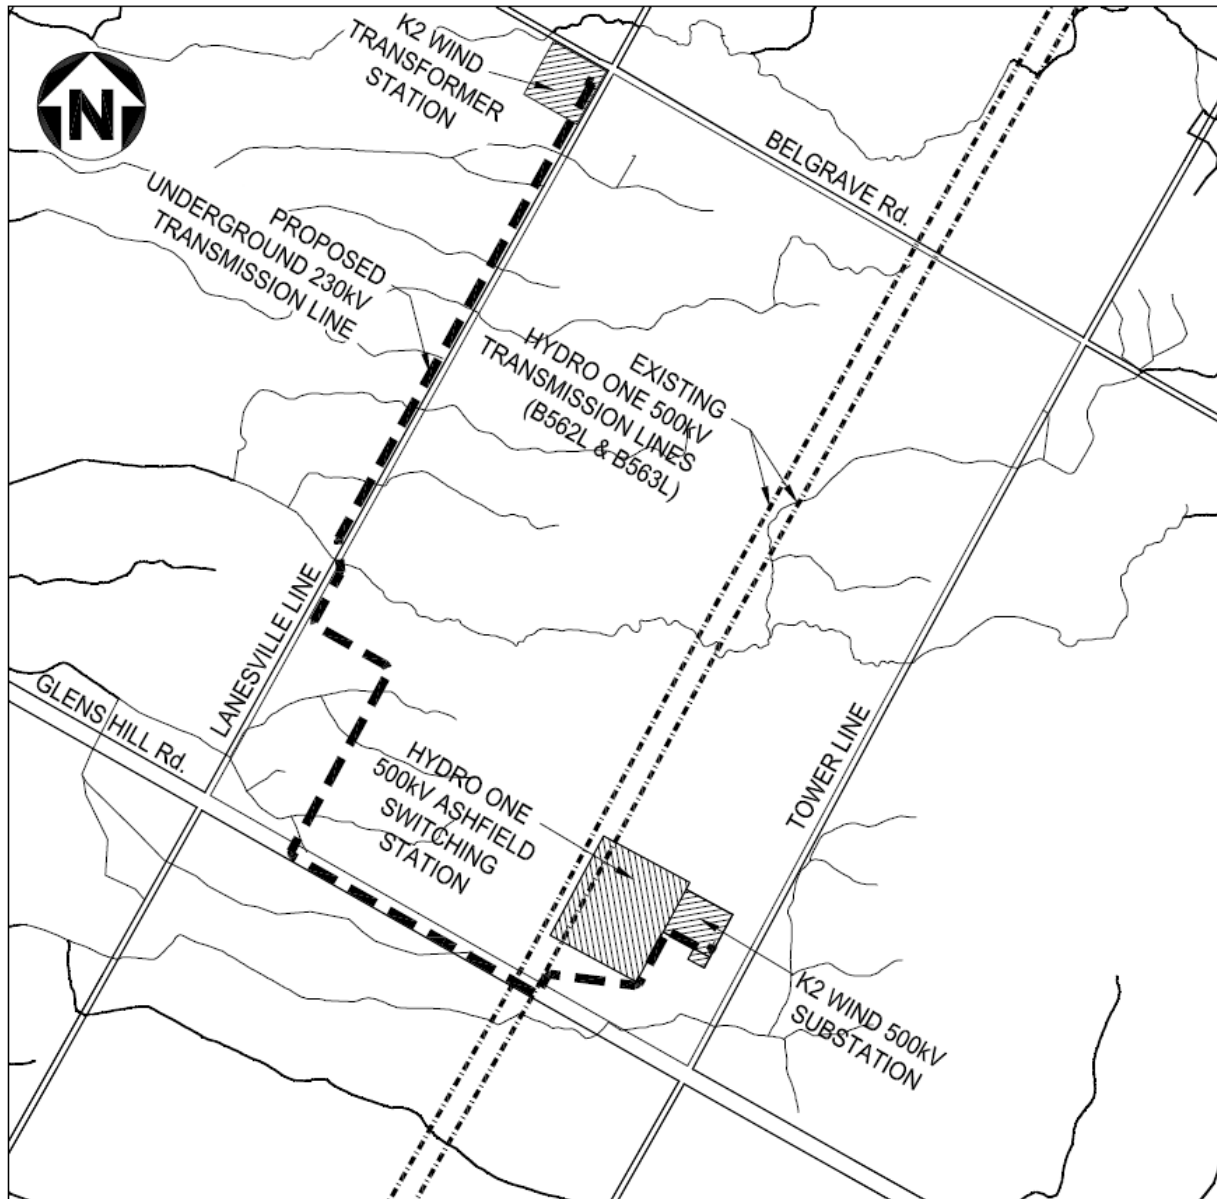 K2 WIND
TRANSFORMER
STATION
N
BELGRAVE Rd.
PROPOSED
UNDERGROUND 230kV
TRANSMISSION LINE
EXISTING
HYDRO ONE 500kV
TRANSMISSION LINES
(B562L & B563L)
LANESVILLE LINE
GLENS HILL Rd.
TOWER LINE
HYDRO ONE
500kV ASHFIELD
SWITCHING
STATION
K2 WIND 500kV
SUBSTATION